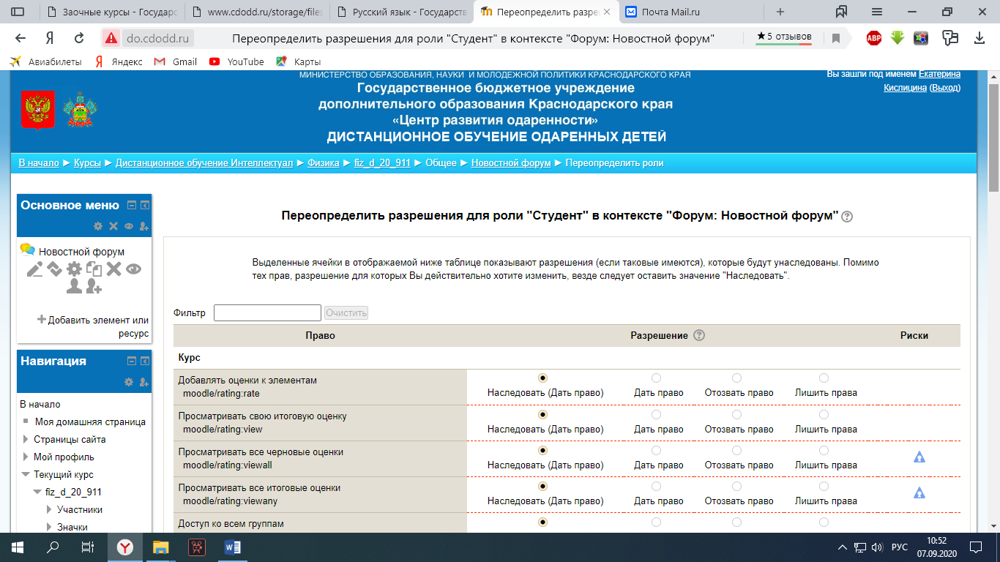 Заочные курсы - Государс
www.cdodd.ru/storage/files
Русский язык - Государств
Переопределить разре
Почта Mail.ru
do.cdodd.ru
Переопределить разрешения для роли "Студент" в контексте "Форум: Новостной форум"
★5 отзывов
ABP
Авиабилеты
Яндекс
Gmail
YouTube
Карты
МИНИСТЕРСТВО ОБРАЗОВАНИЯ, НАУКИ И МОЛОДЕЖНОЙ ПОЛИТИКИ КРАСНОДАРСКОГО КРАЯ
Государственное бюджетное учреждение
дополнительного образования Краснодарского края
«Центр развития одаренности»
ДИСТАНЦИОННОЕ ОБУЧЕНИЕ ОДАРЕННЫХ ДЕТЕЙ
Вы зашли под именем Екатерина
Кислицина (Выход)
В начало ► Курсы ► Дистанционное обучение Интеллектуал ► Физика ► fiz_d_20_911 ► Общее ► Новостной форум ► Переопределить роли
Основное меню
Новостной форум
Добавить элемент или
ресурс
Навигация
В начало
Моя домашняя страница
Страницы сайта
Мой профиль
Текущий курс
fiz_d_20_911
Участники
Значки
Переопределить разрешения для роли "Студент" в контексте "Форум: Новостной форум"
Выделенные ячейки в отображаемой ниже таблице показывают разрешения (если таковые имеются), которые будут унаследованы. Помимо
тех прав, разрешение для которых Вы действительно хотите изменить, везде следует оставить значение "Наследовать".
Фильтр
Очистить
Право Разрешение Риски
Курс
Добавлять оценки к элементам
moodle/rating:rate
Наследовать (Дать право) Дать право Отозвать право Лишить права
Просматривать свою итоговую оценку
moodle/rating:view
Наследовать (Дать право) Дать право Отозвать право Лишить права
Просматривать все черновые оценки
moodle/rating:viewall
Наследовать (Дать право) Дать право Отозвать право Лишить права
Просматривать все итоговые оценки
moodle/rating:viewany
Наследовать (Дать право) Дать право Отозвать право Лишить права
Доступ ко всем группам
РУС
10:52
07.09.2020